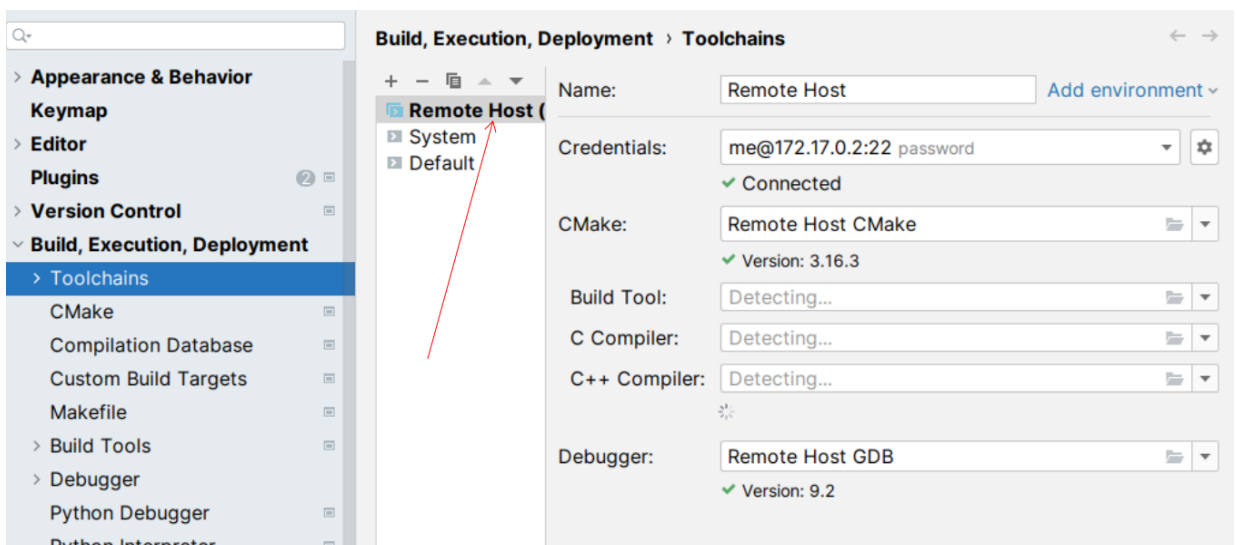 Appearance & Behavior
Keymap
Editor
Plugins 2
Version Control
Build, Execution, Deployment
Toolchains
CMake
Compilation Database
Custom Build Targets
Makefile
Build Tools
Debugger
Python Debugger
Python Interpreter
Build, Execution, Deployment › Toolchains
Remote Host (
System
Default
Name: Remote Host Add environment
Credentials: me@172.17.0.2:22 password
Connected
CMake: Remote Host CMake
Version: 3.16.3
Build Tool: Detecting...
C Compiler: Detecting...
C++ Compiler: Detecting...
Debugger: Remote Host GDB
Version: 9.2